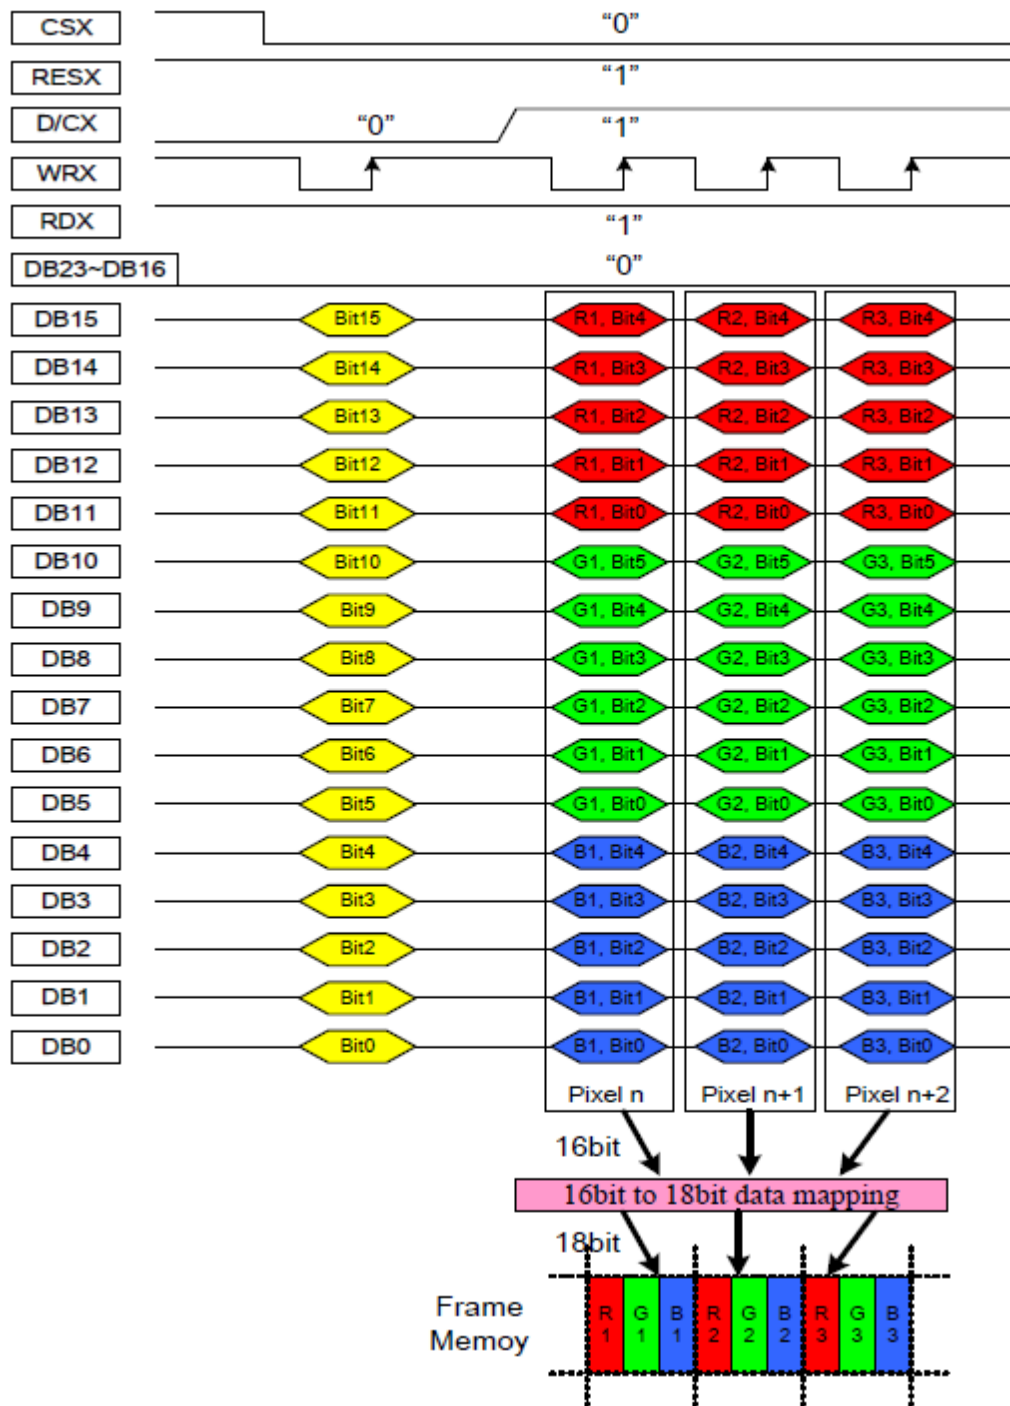 CSX “0”
RESX “1”
D/CX “0” “1”
WRX
RDX “1”
DB23~DB16 “0”
DB15 Bit15 R1, Bit4 R2, Bit4 R3, Bit4
DB14 Bit14 R1, Bit3 R2, Bit3 R3, Bit3
DB13 Bit13 R1, Bit2 R2, Bit2 R3, Bit2
DB12 Bit12 R1, Bit1 R2, Bit1 R3, Bit1
DB11 Bit11 R1, Bit0 R2, Bit0 R3, Bit0
DB10 Bit10 G1, Bit5 G2, Bit5 G3, Bit5
DB9 Bit9 G1, Bit4 G2, Bit4 G3, Bit4
DB8 Bit8 G1, Bit3 G2, Bit3 G3, Bit3
DB7 Bit7 G1, Bit2 G2, Bit2 G3, Bit2
DB6 Bit6 G1, Bit1 G2, Bit1 G3, Bit1
DB5 Bit5 G1, Bit0 G2, Bit0 G3, Bit0
DB4 Bit4 B1, Bit4 B2, Bit4 B3, Bit4
DB3 Bit3 B1, Bit3 B2, Bit3 B3, Bit3
DB2 Bit2 B1, Bit2 B2, Bit2 B3, Bit2
DB1 Bit1 B1, Bit1 B2, Bit1 B3, Bit1
DB0 Bit0 B1, Bit0 B2, Bit0 B3, Bit0
Pixel n Pixel n+1 Pixel n+2
16bit
16bit to 18bit data mapping
18bit
Frame
Memoy
R G B R G B R G B
1 1 1 2 2 2 3 3 3